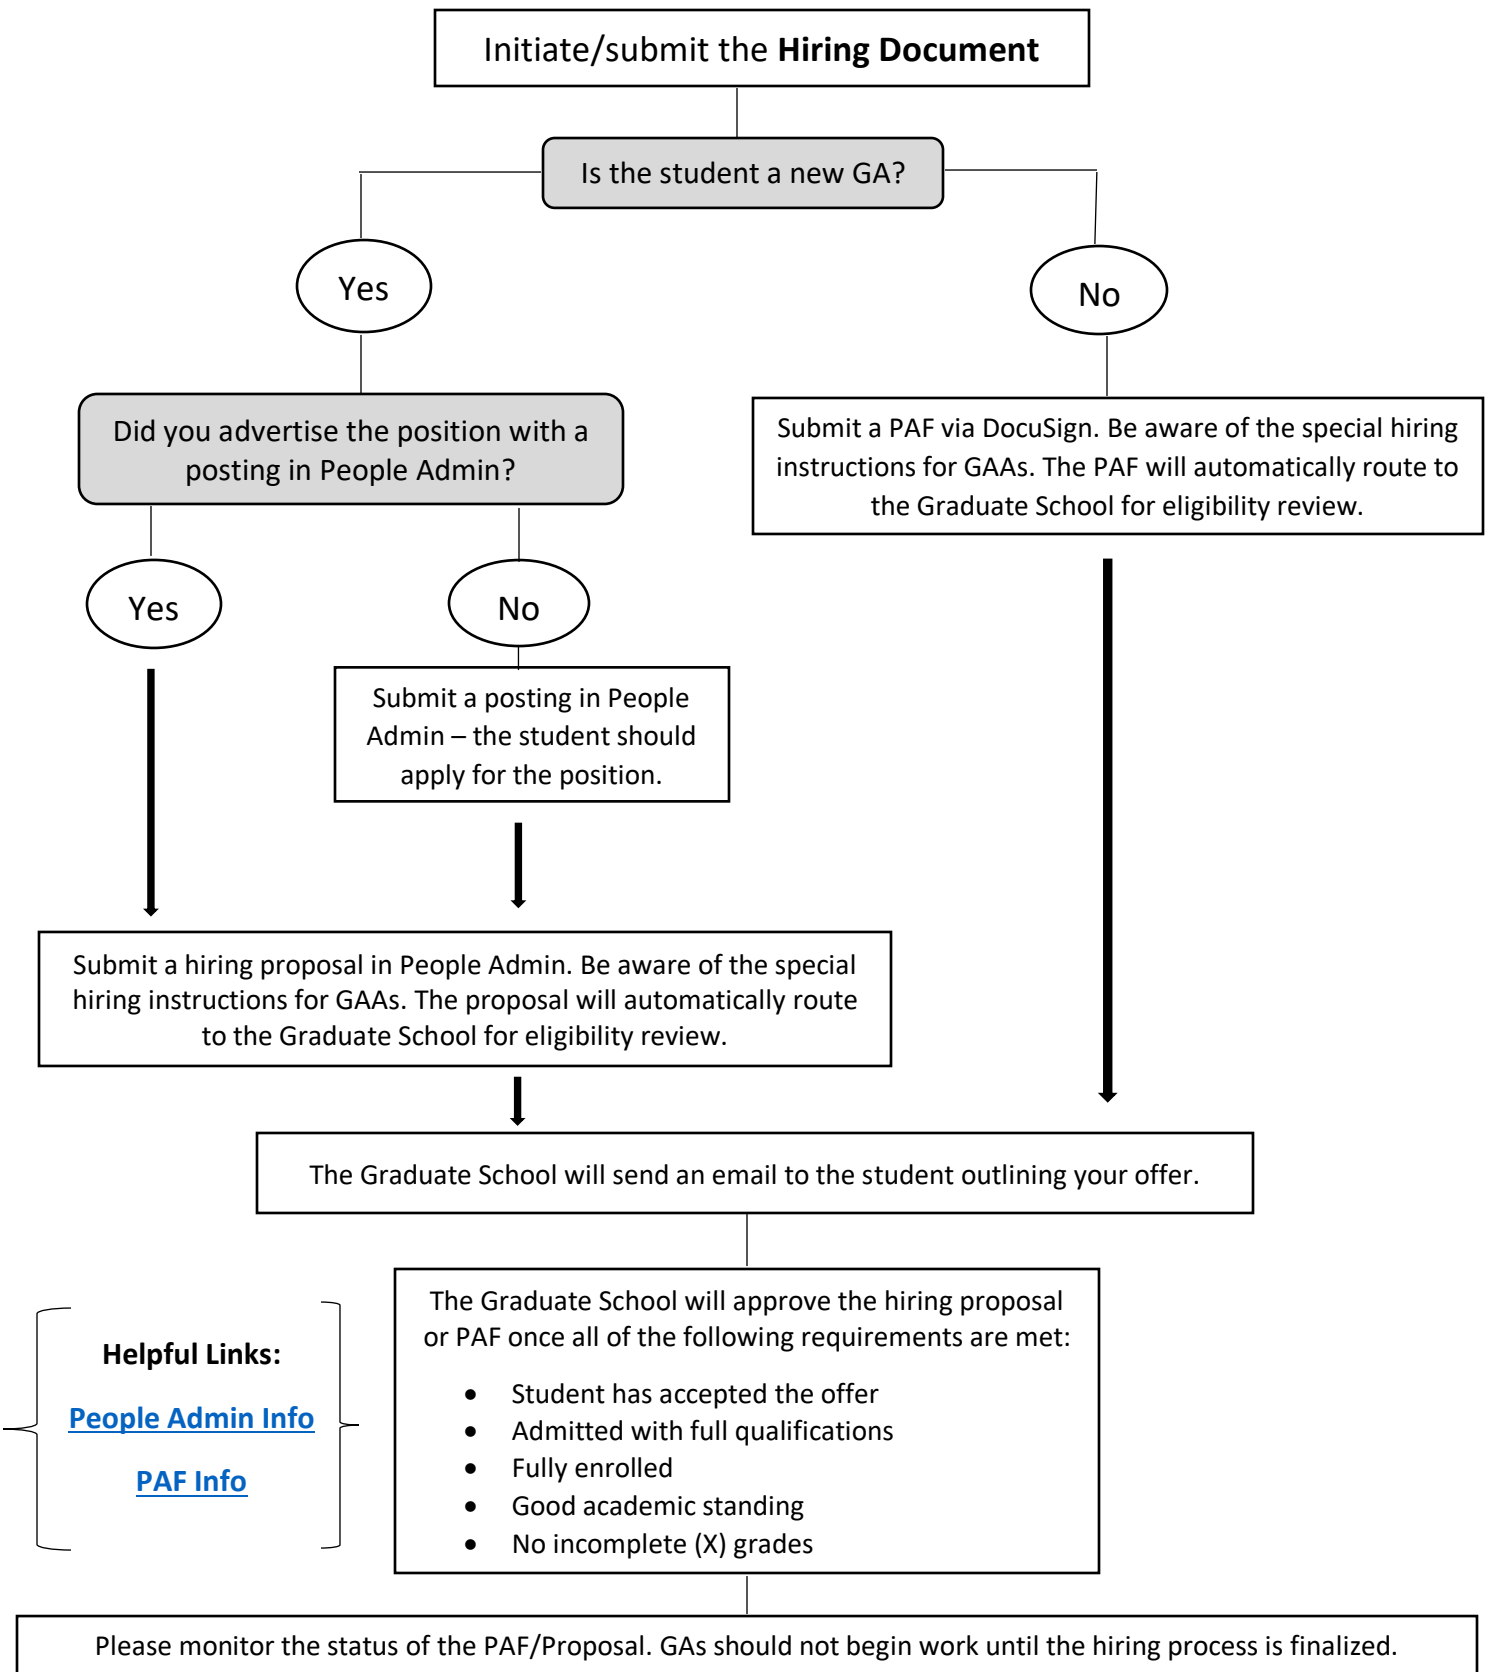 Initiate/submit the Hiring Document
Is the student a new GA?
Yes
No
Did you advertise the position with a
posting in People Admin?
Submit a PAF via DocuSign. Be aware of the special hiring
instructions for GAAs. The PAF will automatically route to
the Graduate School for eligibility review.
Yes
No
Submit a posting in People
Admin – the student should
apply for the position.
Submit a hiring proposal in People Admin. Be aware of the special
hiring instructions for GAAs. The proposal will automatically route
to the Graduate School for eligibility review.
The Graduate School will send an email to the student outlining your offer.
The Graduate School will approve the hiring proposal
or PAF once all of the following requirements are met:
• Student has accepted the offer
• Admitted with full qualifications
• Fully enrolled
• Good academic standing
• No incomplete (X) grades
Helpful Links:
People Admin Info
PAF Info
Please monitor the status of the PAF/Proposal. GAs should not begin work until the hiring process is finalized.